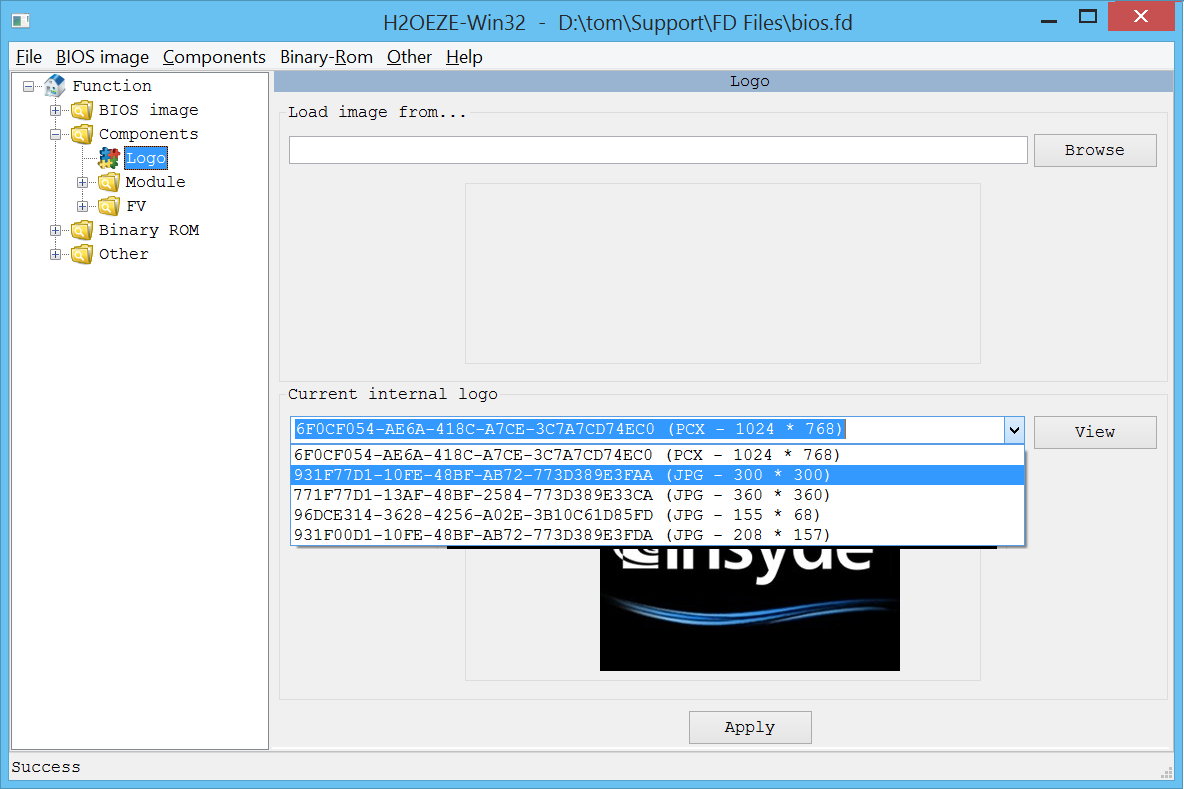 H2OEZE-Win32 - D:\tom\Support\FD Files\bios.fd
File BIOS image Components Binary-Rom Other Help
Function
BIOS image
Components
Logo
Module
FV
Binary ROM
Other
Logo
Load image from...
Browse
Current internal logo
6F0CF054-AE6A-418C-A7CE-3C7A7CD74EC0 (PCX - 1024 * 768)
View
6F0CF054-AE6A-418C-A7CE-3C7A7CD74EC0 (PCX - 1024 * 768)
931F77D1-10FE-48BF-AB72-773D389E3FAA (JPG - 300 * 300)
771F77D1-13AF-48BF-2584-773D389E33CA (JPG - 360 * 360)
96DCE314-3628-4256-A02E-3B10C61D85FD (JPG - 155 * 68)
931F00D1-10FE-48BF-AB72-773D389E3FDA (JPG - 208 * 157)
insyde
Apply
Success